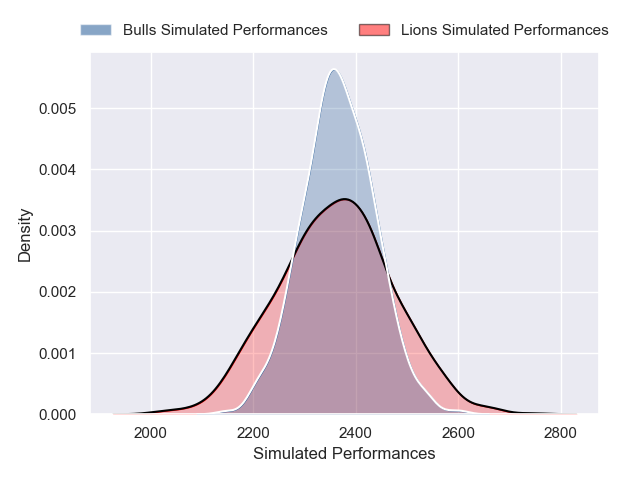 Bulls Simulated Performances Lions Simulated Performances
0.005
0.004
0.003
0.002
0.001
0.000
Density
2000 2200 2400 2600 2800
Simulated Performances